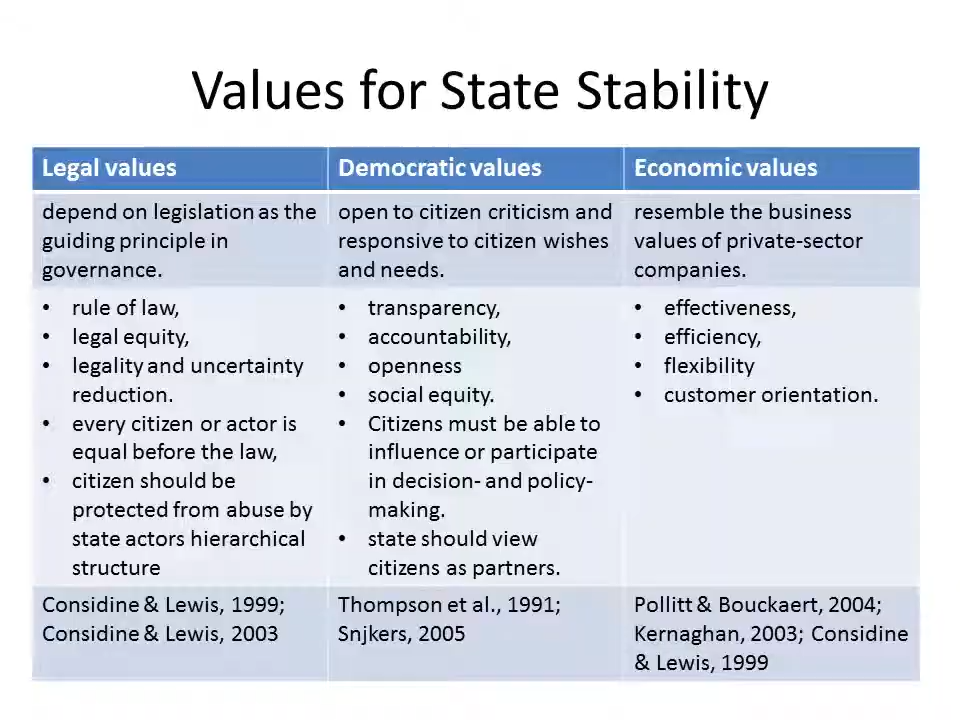 Values for State Stability
Legal values
Democratic values
Economic values
depend on legislation as the
guiding principle in
governance.
open to citizen criticism and
responsive to citizen wishes
and needs.
resemble the business
values of private-sector
companies.
• rule of law,
• legal equity,
• legality and uncertainty
reduction.
• every citizen or actor is
equal before the law,
• citizen should be
protected from abuse by
state actors hierarchical
structure
• transparency,
• accountability,
• openness
• social equity.
• Citizens must be able to
influence or participate
in decision- and policy-
making.
• state should view
citizens as partners.
• effectiveness,
• efficiency,
• flexibility
• customer orientation.
Considine & Lewis, 1999;
Considine & Lewis, 2003
Thompson et al., 1991;
Snjkers, 2005
Pollitt & Bouckaert, 2004;
Kernaghan, 2003; Considine
& Lewis, 1999